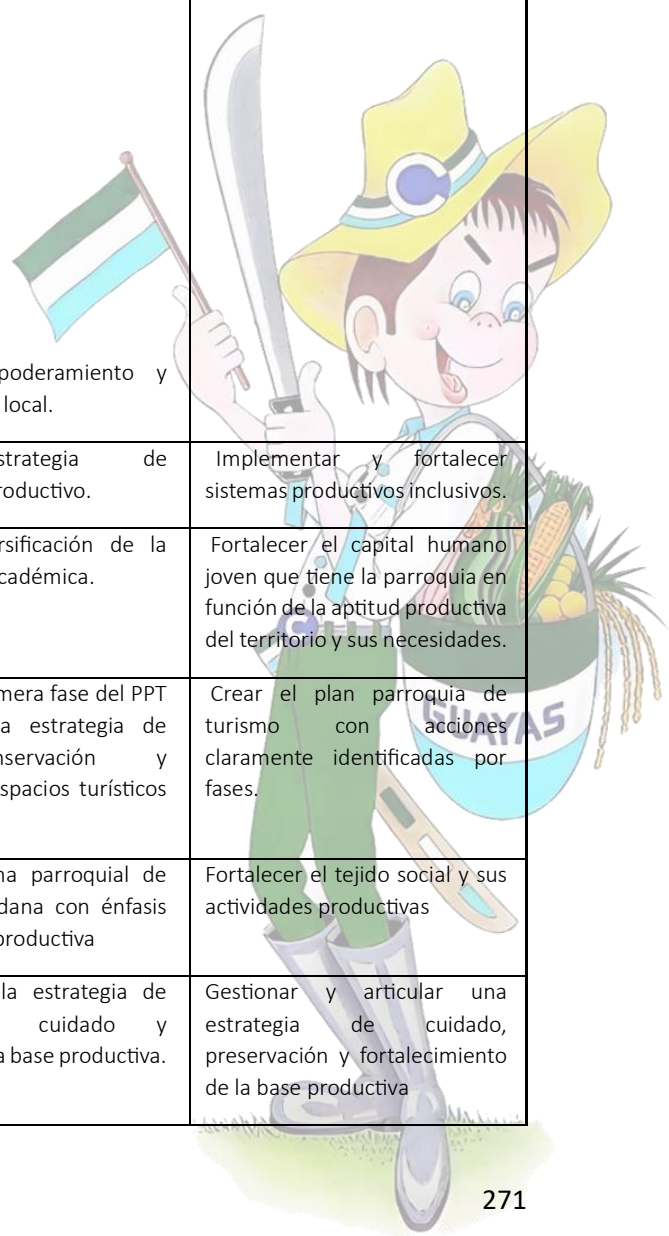 poderamiento y
local.
strategia de
roductivo.
Implementar y fortalecer
sistemas productivos inclusivos.
rsificación de la
cadémica.
Fortalecer el capital humano
joven que tiene la parroquia en
función de la aptitud productiva
del territorio y sus necesidades.
mera fase del PPT
a estrategia de
nservación y
spacios turísticos
Crear el plan parroquia de
turismo con acciones
claramente identificadas por
fases.
na parroquial de
dana con énfasis
productiva
Fortalecer el tejido social y sus
actividades productivas
la estrategia de
cuidado y
a base productiva.
Gestionar y articular una
estrategia de cuidado,
preservación y fortalecimiento
de la base productiva
C
C
GUAYAS
271